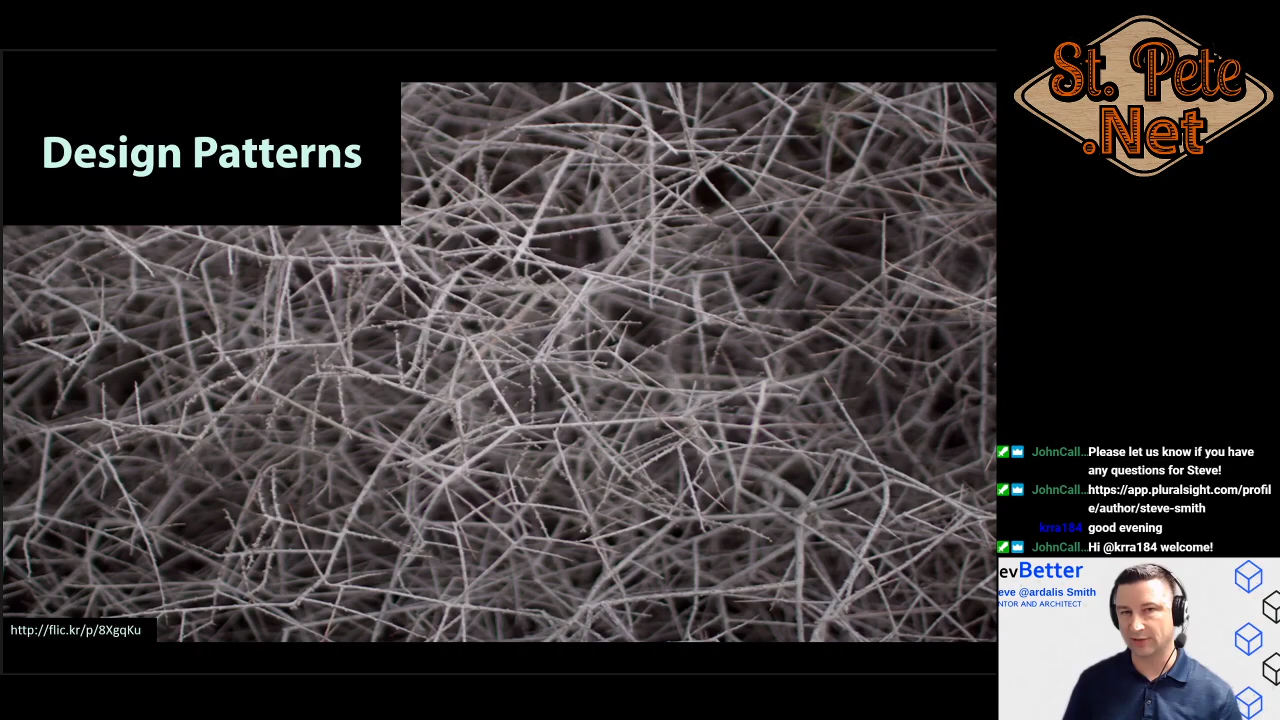 Design Patterns
http://flic.kr/p/8XgqKu
St. Pete
.Net
JohnCall.. Please let us know if you have
any questions for Steve!
JohnCall.. https://app.pluralsight.com/profil
e/author/steve-smith
krra184 good evening
JohnCall.. Hi @krra184 welcome!
evBetter
eve @ardalis Smith
NTOR AND ARCHITECT